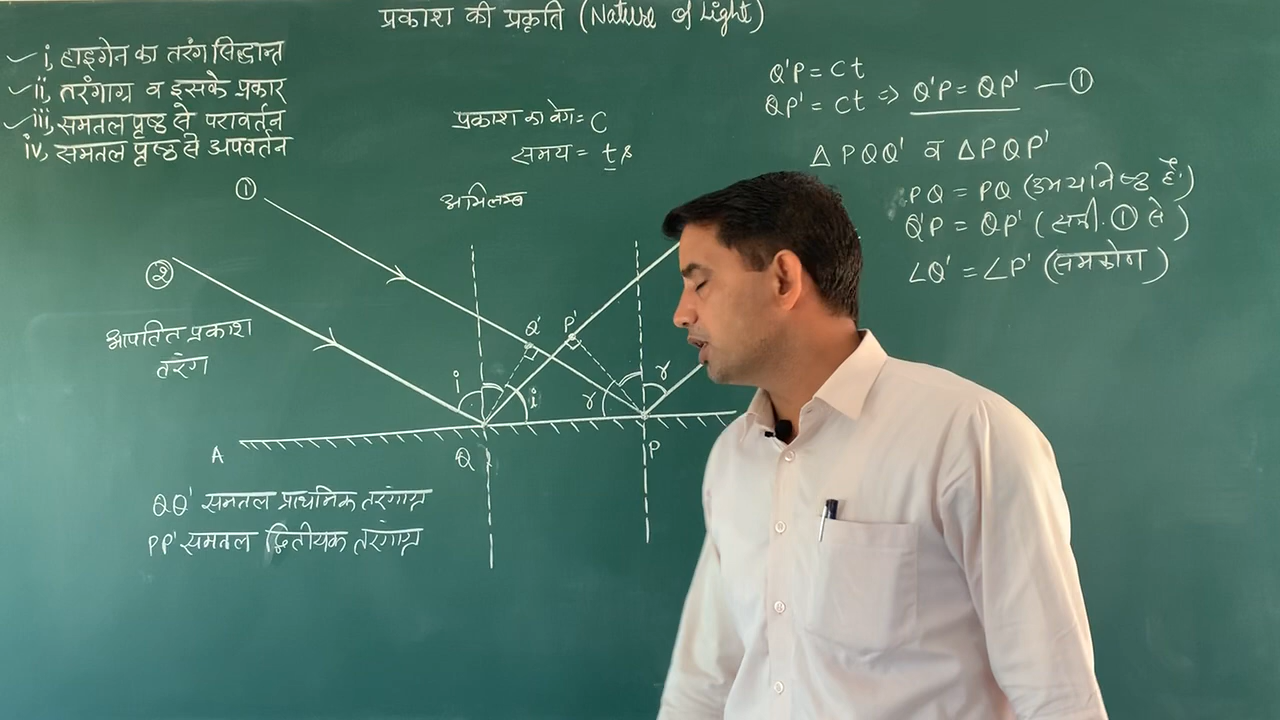 प्रकाश की प्रकृति (Nature of Light)
i, हाइगेन का तरंग सिद्धान्त
ii, तरंगाग्र व इसके प्रकार
iii, समतल पृष्ठ से परावर्तन
iv, समतल पृष्ठ से अपवर्तन
प्रकाश का वेग = C
समय = t s
Q'P = Ct
QP' = Ct ⇒ Q'P = QP' — ①
△PQQ' व △PQP'
PQ = PQ (उभयनिष्ठ है)
Q'P = QP' (समी. ① से)
∠Q' = ∠P' (समकोण)
①
अभिलम्ब
②
आपतित प्रकाश
तरंग
Q'
P'
i
i
r
r
A
Q
P
QQ' समतल प्राथमिक तरंगाग्र
PP' समतल द्वितीयक तरंगाग्र